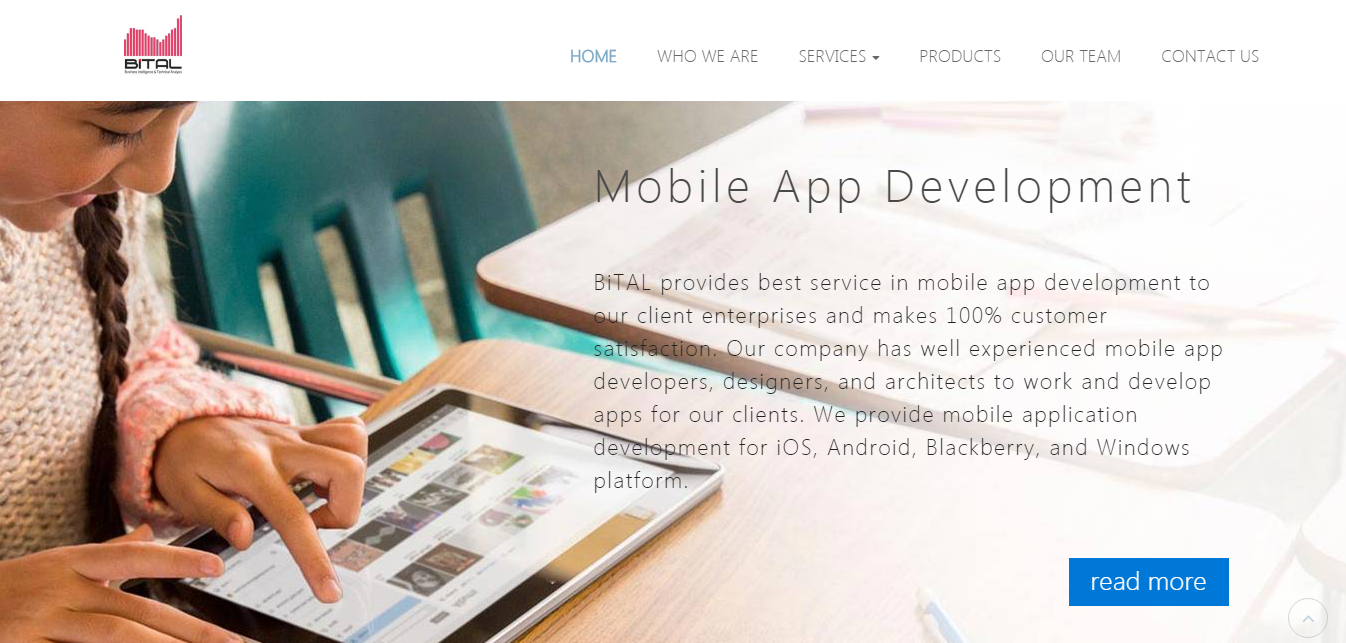 BiTAL
Business Intelligence & Technical Analysis
HOME WHO WE ARE SERVICES PRODUCTS OUR TEAM CONTACT US
Mobile App Development
BiTAL provides best service in mobile app development to
our client enterprises and makes 100% customer
satisfaction. Our company has well experienced mobile app
developers, designers, and architects to work and develop
apps for our clients. We provide mobile application
development for iOS, Android, Blackberry, and Windows
platform.
read more